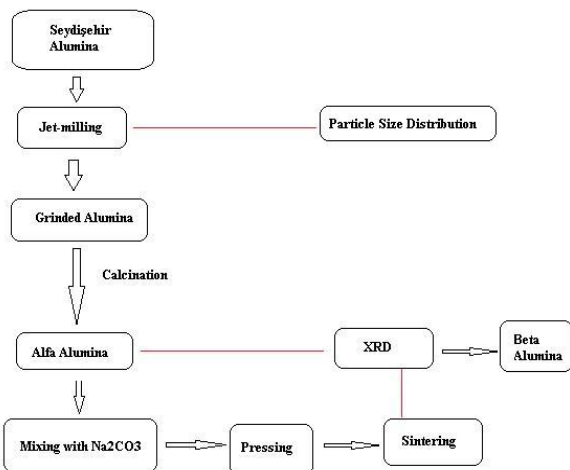 Seydişehir
Alumina
Jet-milling
Particle Size Distribution
Grinded Alumina
Calcination
Alfa Alumina
XRD
Beta
Alumina
Mixing with Na2CO3
Pressing
Sintering